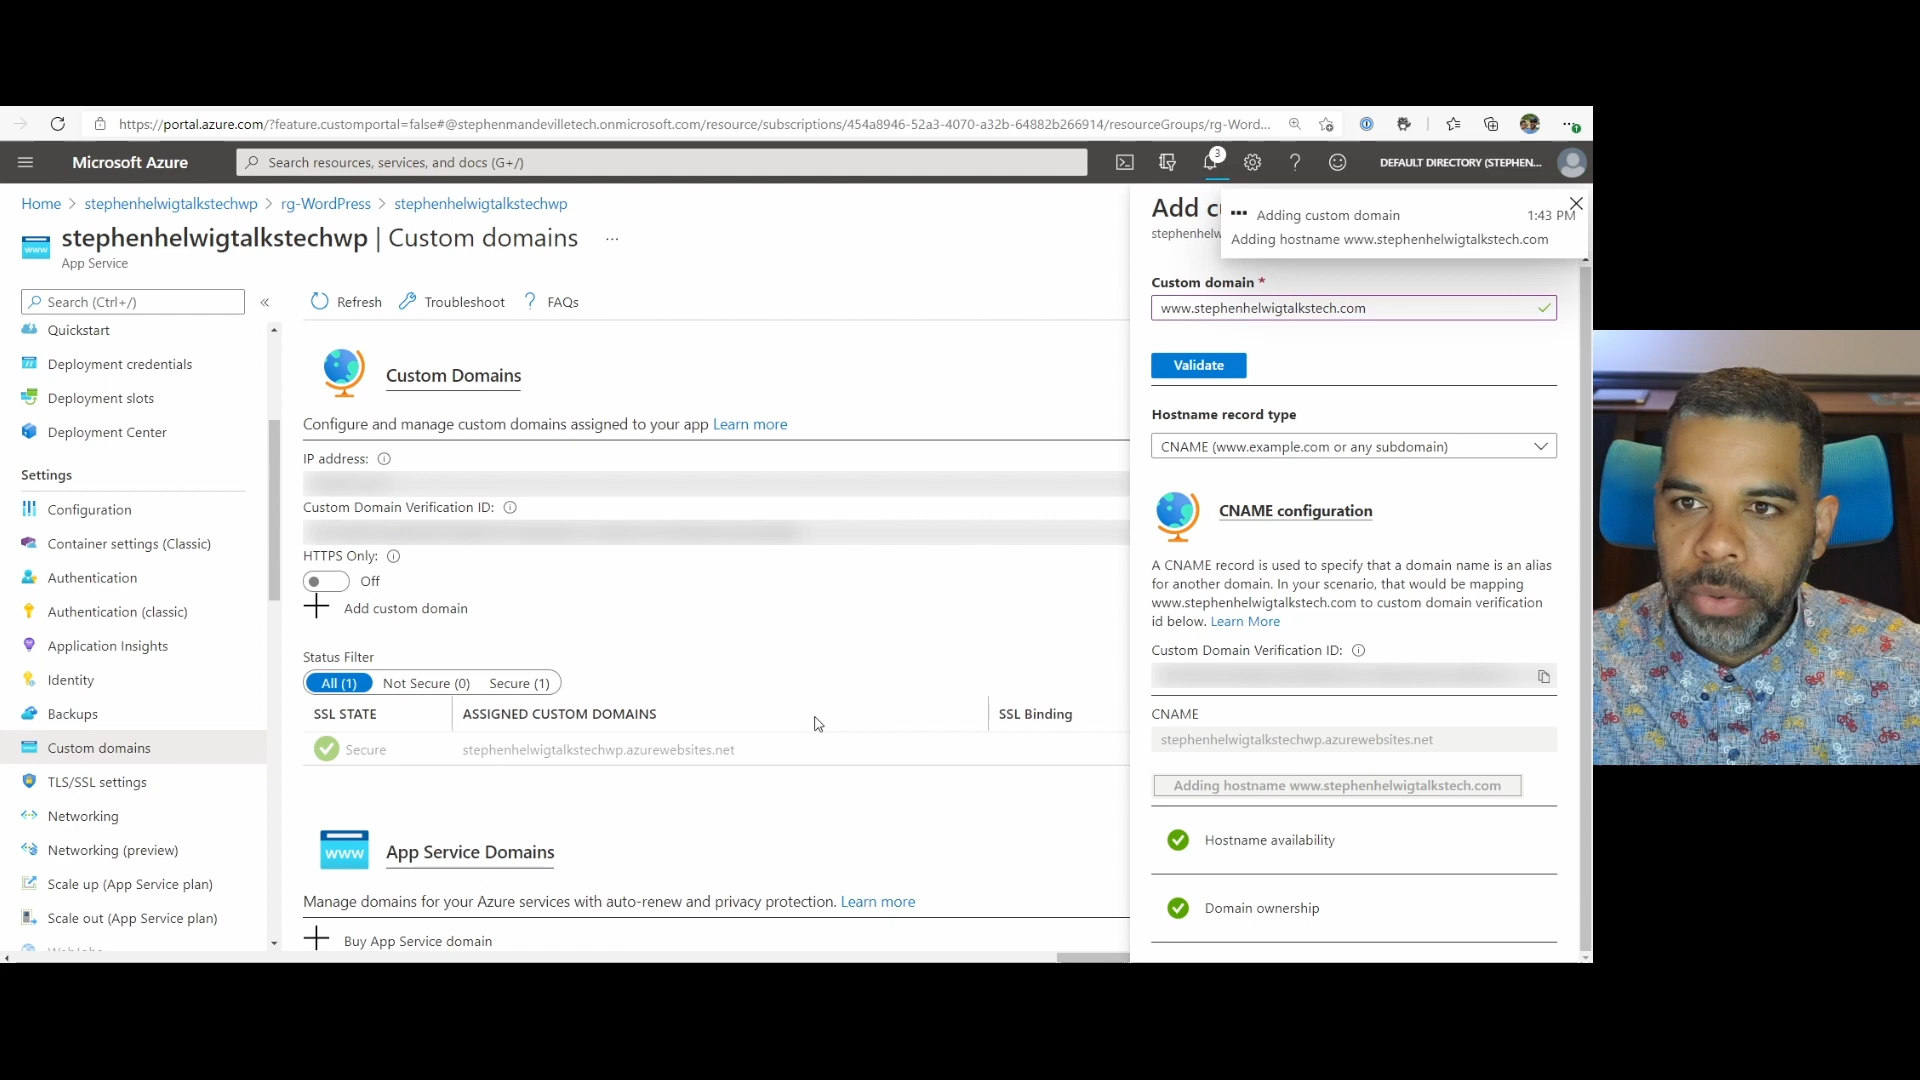 https://portal.azure.com/?feature.customportal=false#@stephenmandevilletech.onmicrosoft.com/resource/subscriptions/454a8946-52a3-4070-a32b-64882b266914/resourceGroups/rg-Word...
Microsoft Azure
Search resources, services, and docs (G+/)
3
DEFAULT DIRECTORY (STEPHEN...
Home > stephenhelwigtalkstechwp > rg-WordPress > stephenhelwigtalkstechwp
stephenhelwigtalkstechwp | Custom domains ...
App Service
Search (Ctrl+/)
«
Quickstart
Deployment credentials
Deployment slots
Deployment Center
Settings
Configuration
Container settings (Classic)
Authentication
Authentication (classic)
Application Insights
Identity
Backups
Custom domains
TLS/SSL settings
Networking
Networking (preview)
Scale up (App Service plan)
Scale out (App Service plan)
Refresh
Troubleshoot
? FAQs
Custom Domains
Configure and manage custom domains assigned to your app Learn more
IP address:
Custom Domain Verification ID:
HTTPS Only:
Off
Add custom domain
Status Filter
All (1) Not Secure (0) Secure (1)
SSL STATE ASSIGNED CUSTOM DOMAINS SSL Binding
Secure stephenhelwigtalkstechwp.azurewebsites.net
www
App Service Domains
Manage domains for your Azure services with auto-renew and privacy protection. Learn more
Buy App Service domain
Add c
stephenhelw
Adding custom domain 1:43 PM
Adding hostname www.stephenhelwigtalkstech.com
Custom domain *
www.stephenhelwigtalkstech.com
Validate
Hostname record type
CNAME (www.example.com or any subdomain)
CNAME configuration
A CNAME record is used to specify that a domain name is an alias
for another domain. In your scenario, that would be mapping
www.stephenhelwigtalkstech.com to custom domain verification
id below. Learn More
Custom Domain Verification ID:
CNAME
stephenhelwigtalkstechwp.azurewebsites.net
Adding hostname www.stephenhelwigtalkstech.com
Hostname availability
Domain ownership